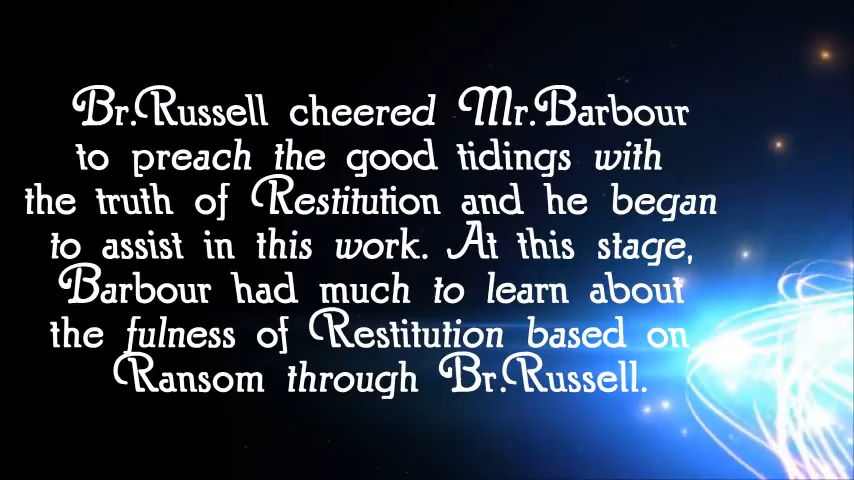 Br.Russell cheered Mr.Barbour
to preach the good tidings with
the truth of Restitution and he began
to assist in this work. At this stage,
Barbour had much to learn about
the fulness of Restitution based on
Ransom through Br.Russell.